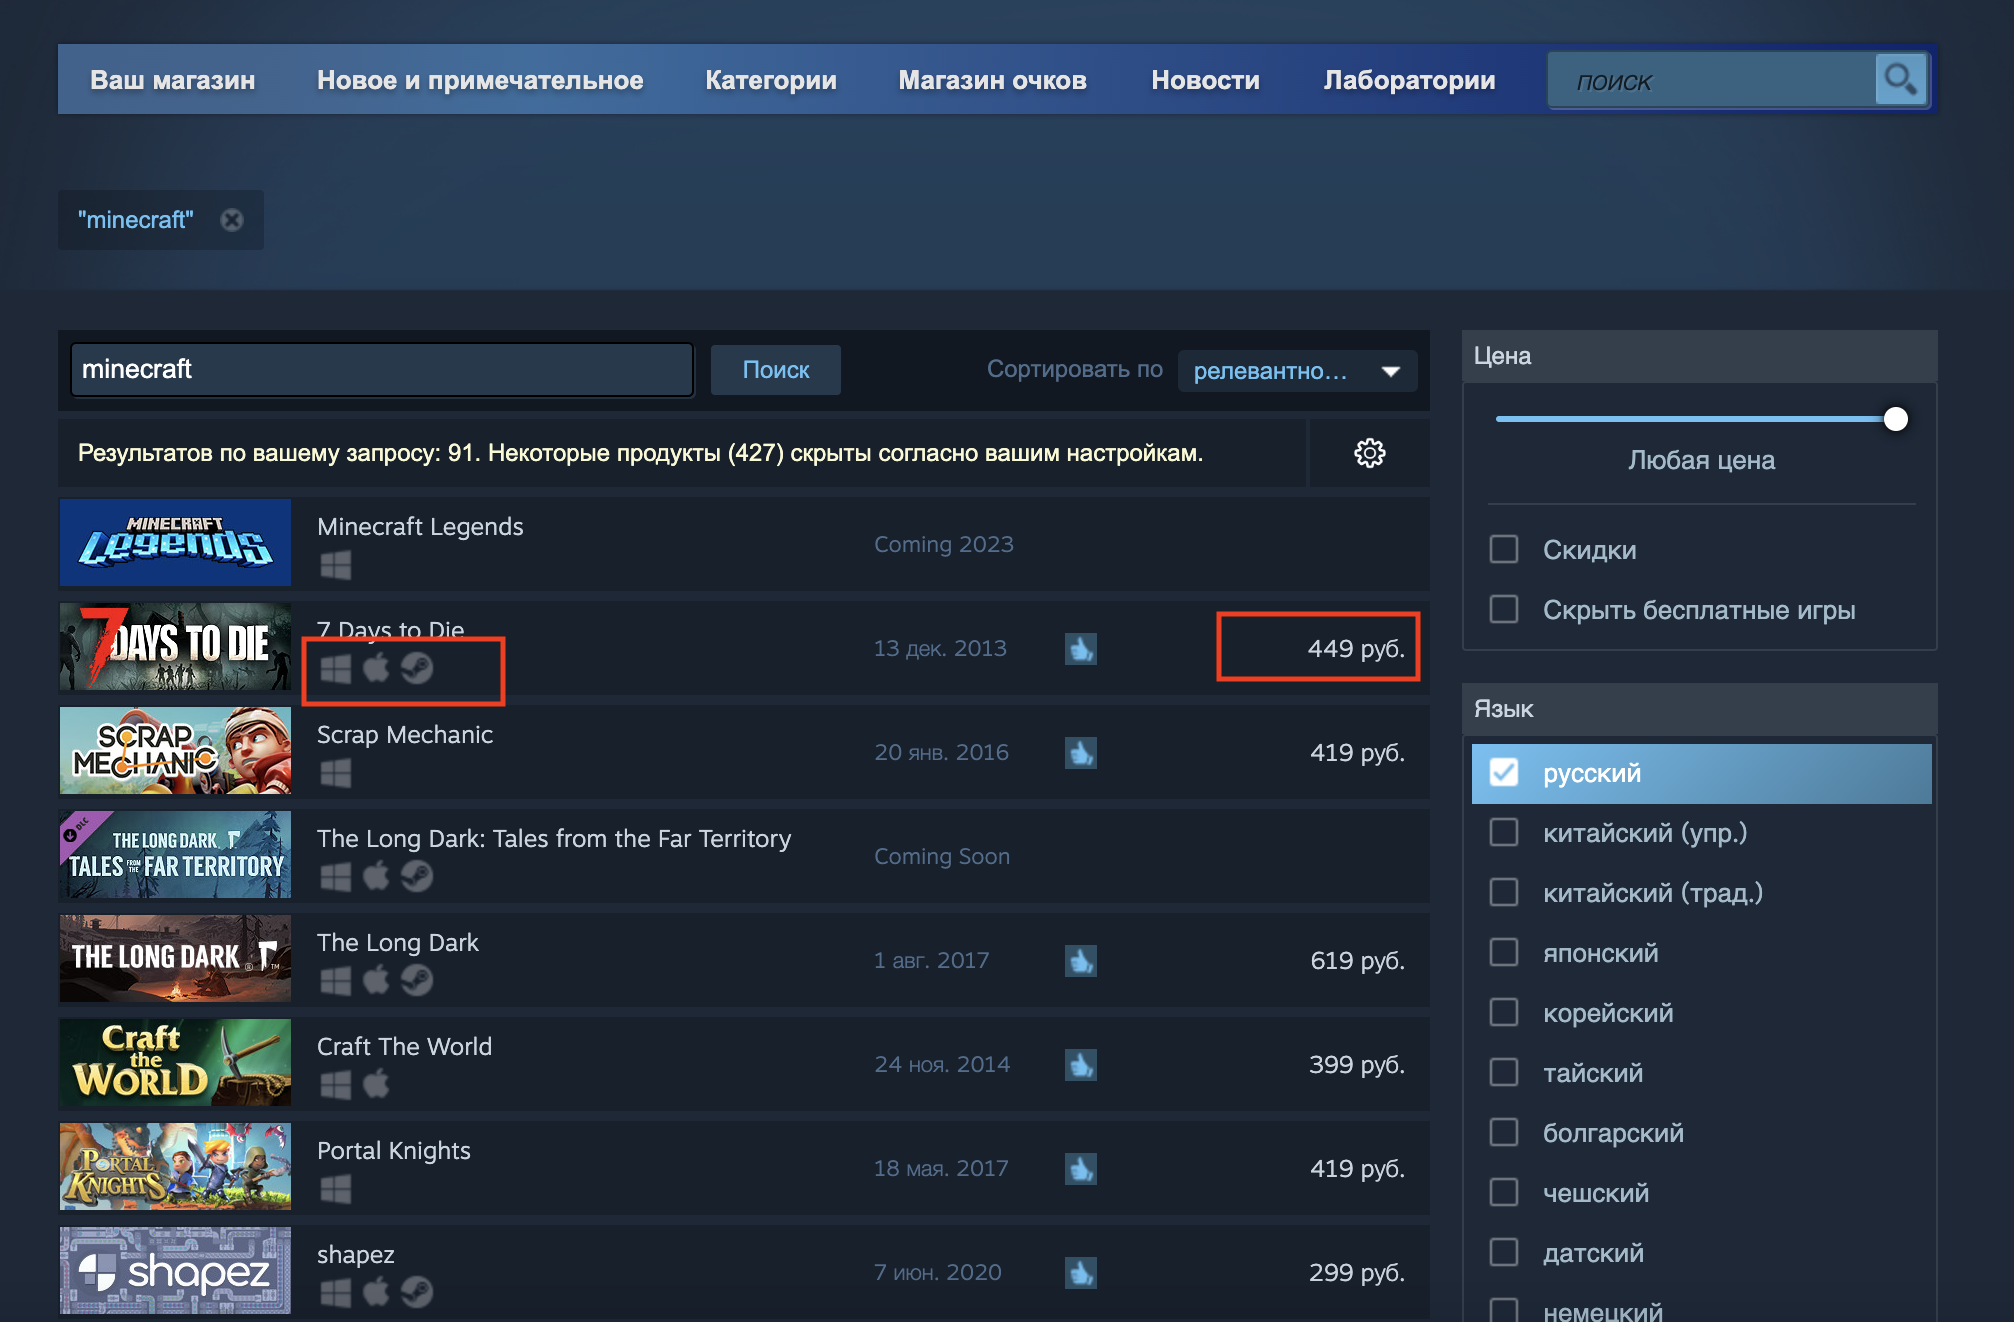 Ваш магазин Новое и примечательное Категории Магазин очков Новости Лаборатории поиск
"minecraft"
minecraft Поиск Сортировать по релевантно...
Результатов по вашему запросу: 91. Некоторые продукты (427) скрыты согласно вашим настройкам.
MINECRAFT
LEGENDS
Minecraft Legends
Coming 2023
7 DAYS TO DIE
7 Days to Die
13 дек. 2013
449 руб.
SCRAP
MECHANIC
Scrap Mechanic
20 янв. 2016
419 руб.
DLC
THE LONG DARK
TALES FROM THE FAR TERRITORY
The Long Dark: Tales from the Far Territory
Coming Soon
THE LONG DARK ® ™
The Long Dark
1 авг. 2017
619 руб.
Craft
the
WORLD
Craft The World
24 ноя. 2014
399 руб.
PORTAL
KNIGHTS
Portal Knights
18 мая. 2017
419 руб.
shapez
shapez
7 июн. 2020
299 руб.
Цена
Любая цена
Скидки
Скрыть бесплатные игры
Язык
русский
китайский (упр.)
китайский (трад.)
японский
корейский
тайский
болгарский
чешский
датский
немецкий